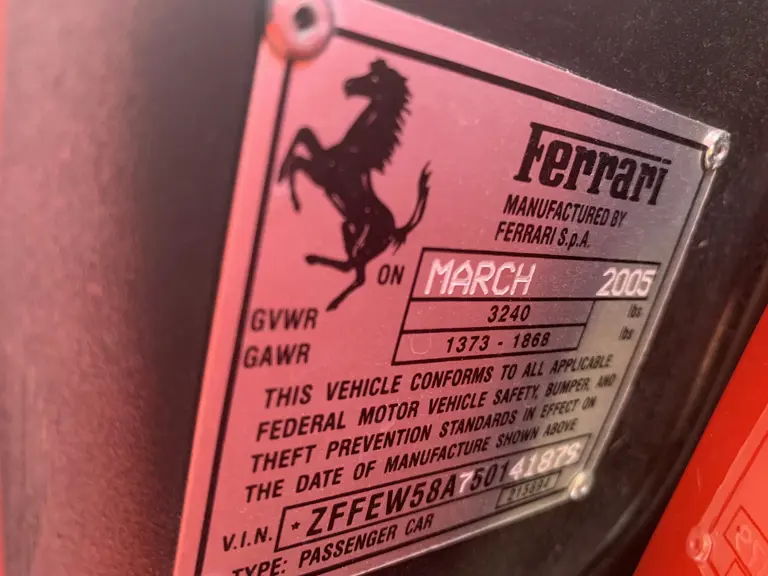 Ferrari
MANUFACTURED BY
FERRARI S.p.A.
ON MARCH 2005
GVWR 3240 lbs
GAWR 1373 - 1868 lbs
THIS VEHICLE CONFORMS TO ALL APPLICABLE
FEDERAL MOTOR VEHICLE SAFETY, BUMPER, AND
THEFT PREVENTION STANDARDS IN EFFECT ON
THE DATE OF MANUFACTURE SHOWN ABOVE
V.I.N.
TYPE: PASSENGER CAR